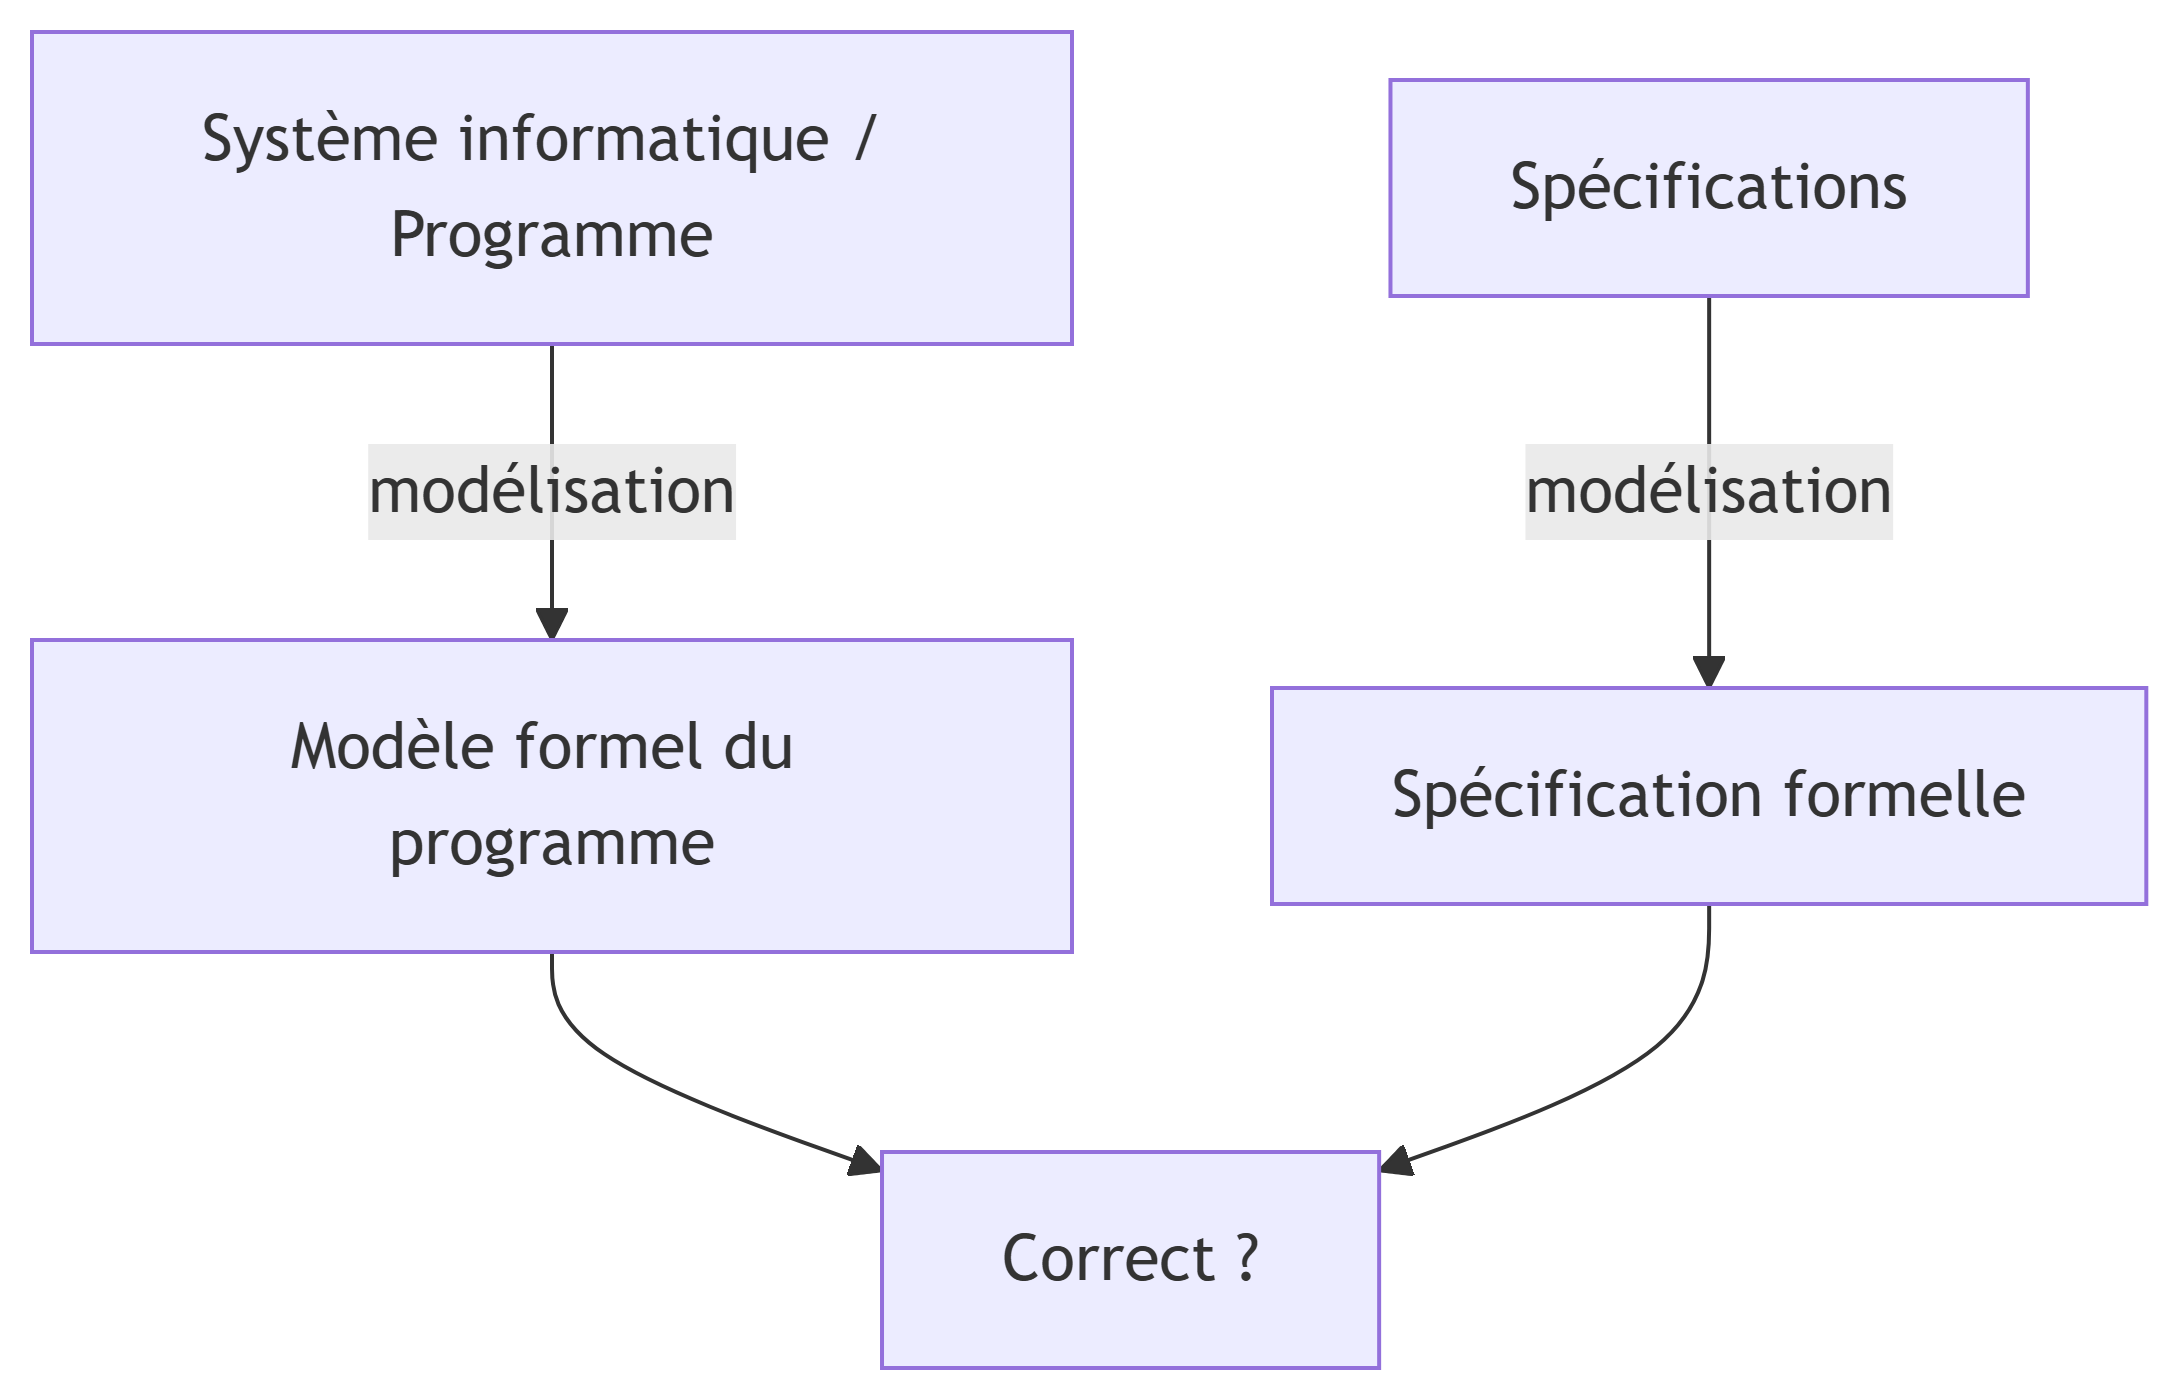 Système informatique /
Programme
Spécifications
modélisation
modélisation
Modèle formel du
programme
Spécification formelle
Correct ?